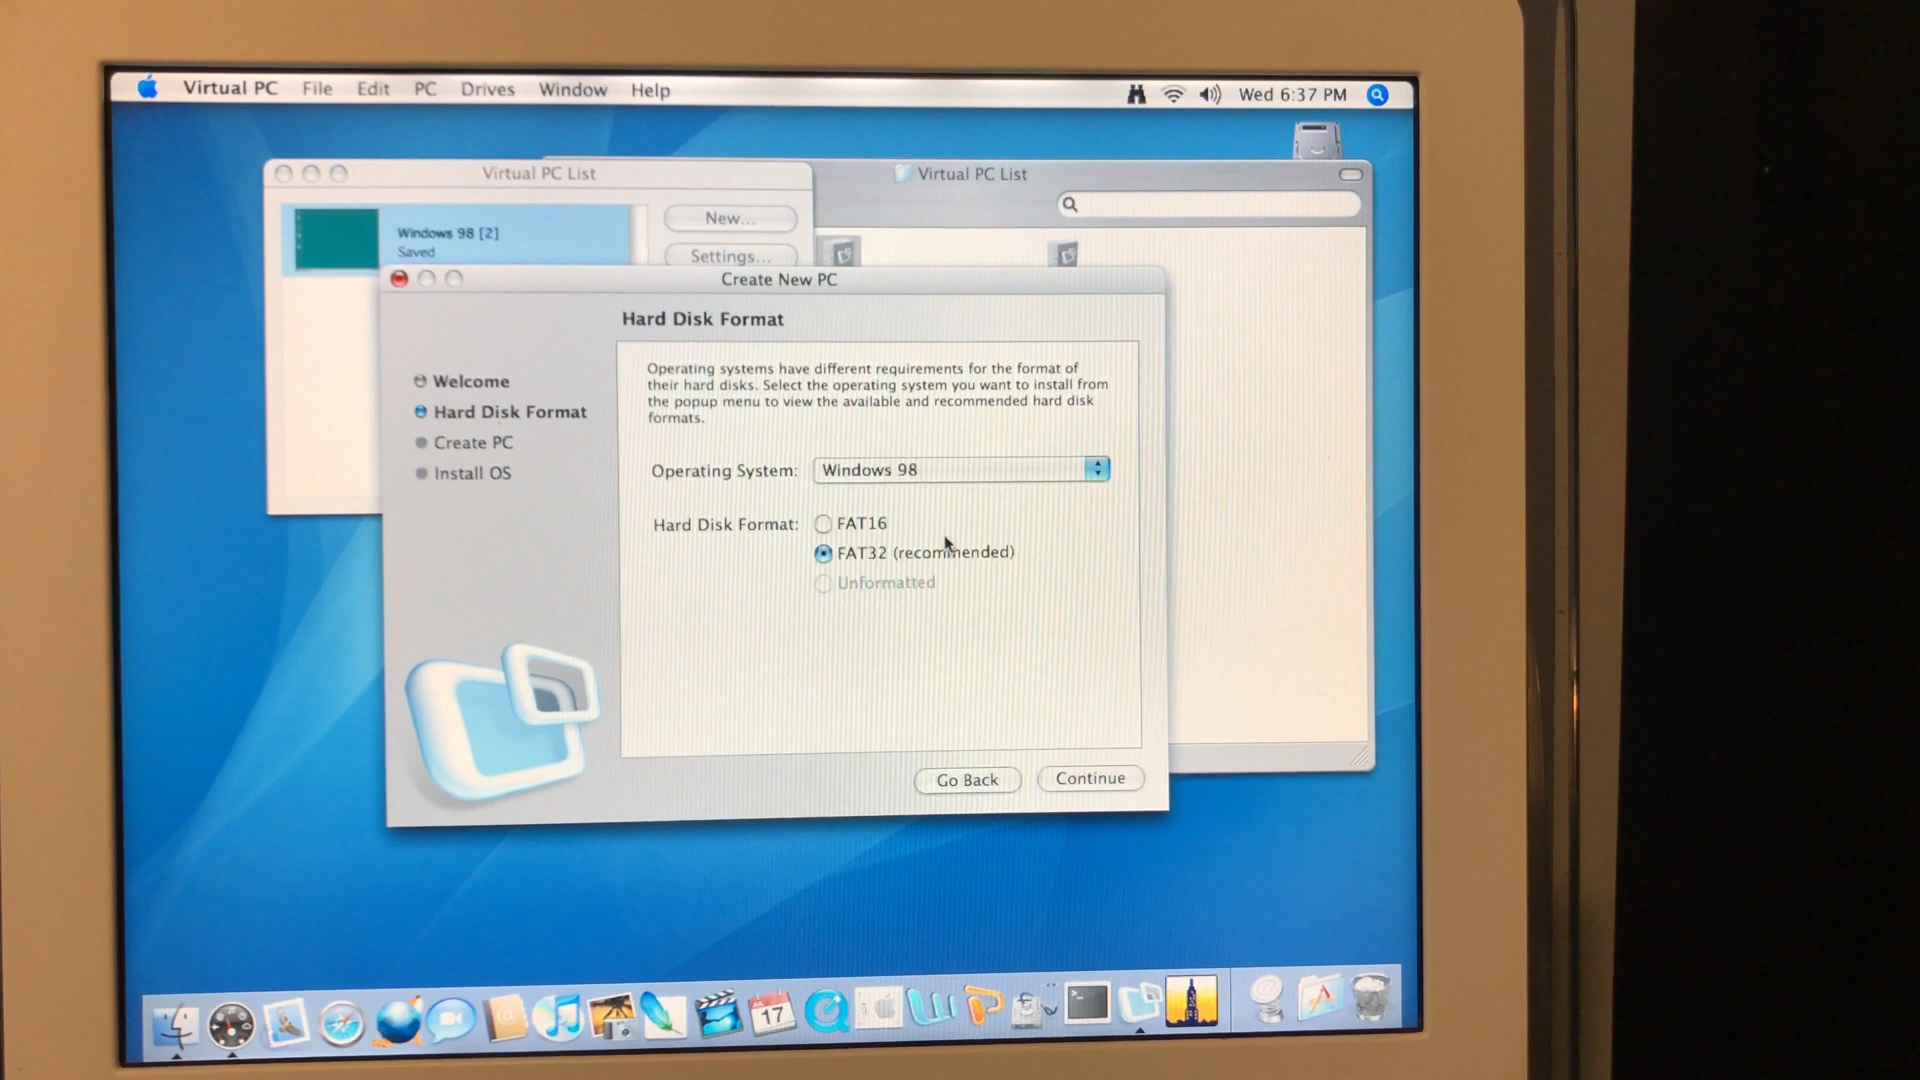 Virtual PC File Edit PC Drives Window Help Wed 6:37 PM
Virtual PC List
Virtual PC List
New...
Windows 98 [2]
Saved
Settings...
Create New PC
Hard Disk Format
Welcome
Hard Disk Format
Create PC
Install OS
Operating systems have different requirements for the format of
their hard disks. Select the operating system you want to install from
the popup menu to view the available and recommended hard disk
formats.
Operating System: Windows 98
Hard Disk Format: FAT16
FAT32 (recommended)
Unformatted
Go Back Continue
17